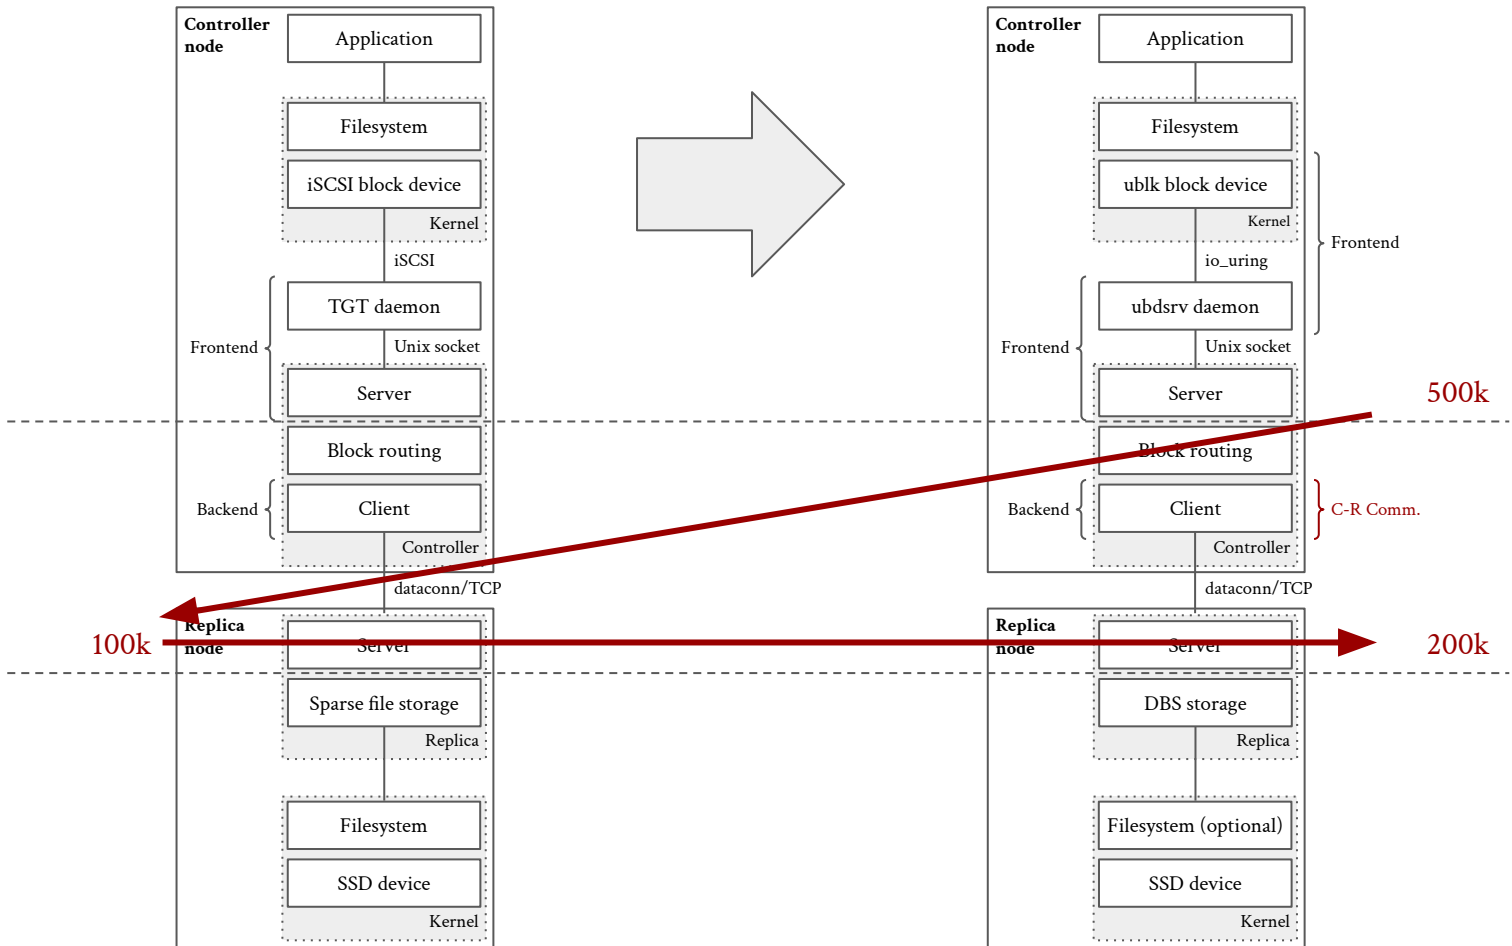 Controller
node
Application
Filesystem
iSCSI block device
Kernel
iSCSI
TGT daemon
Frontend
Unix socket
Server
Block routing
Backend
Client
Controller
dataconn/TCP
Replica
node
Server
100k
Sparse file storage
Replica
Filesystem
SSD device
Kernel
Controller
node
Application
Filesystem
ublk block device
Kernel
Frontend
io_uring
ubdsrv daemon
Frontend
Unix socket
Server
500k
Block routing
Backend
Client
C-R Comm.
Controller
dataconn/TCP
Replica
node
Server
200k
DBS storage
Replica
Filesystem (optional)
SSD device
Kernel